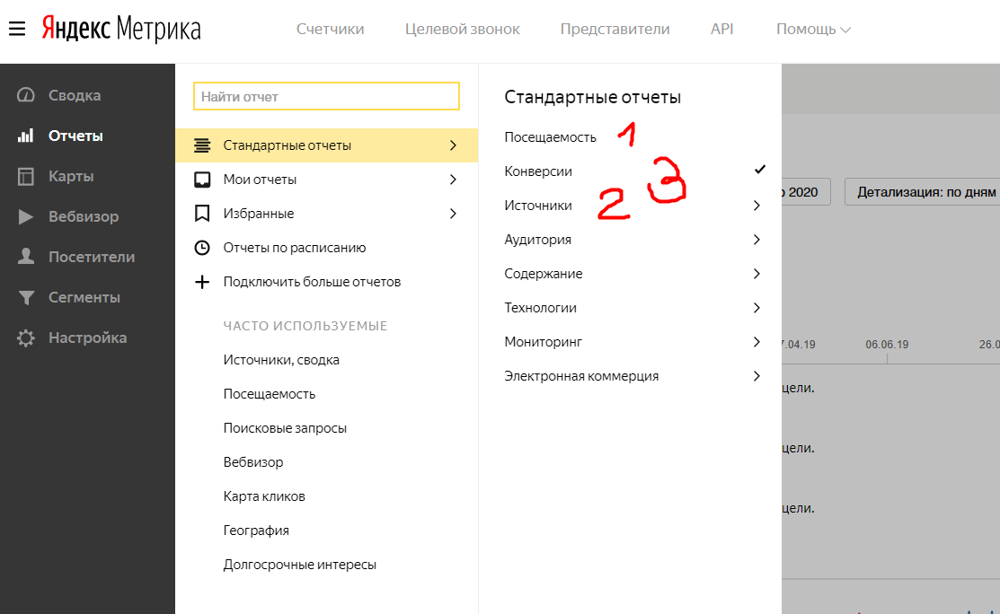 Яндекс Метрика
Счетчики Целевой звонок Представители API Помощь
Сводка
Отчеты
Карты
Вебвизор
Посетители
Сегменты
Настройка
Найти отчет
Стандартные отчеты
Мои отчеты
Избранные
Отчеты по расписанию
Подключить больше отчетов
ЧАСТО ИСПОЛЬЗУЕМЫЕ
Источники, сводка
Посещаемость
Поисковые запросы
Вебвизор
Карта кликов
География
Долгосрочные интересы
Стандартные отчеты
Посещаемость 1
Конверсии 3
Источники 2
Аудитория
Содержание
Технологии
Мониторинг
Электронная коммерция
2020 Детализация: по дням
7.04.19 06.06.19 26.0
цели.
цели.
цели.